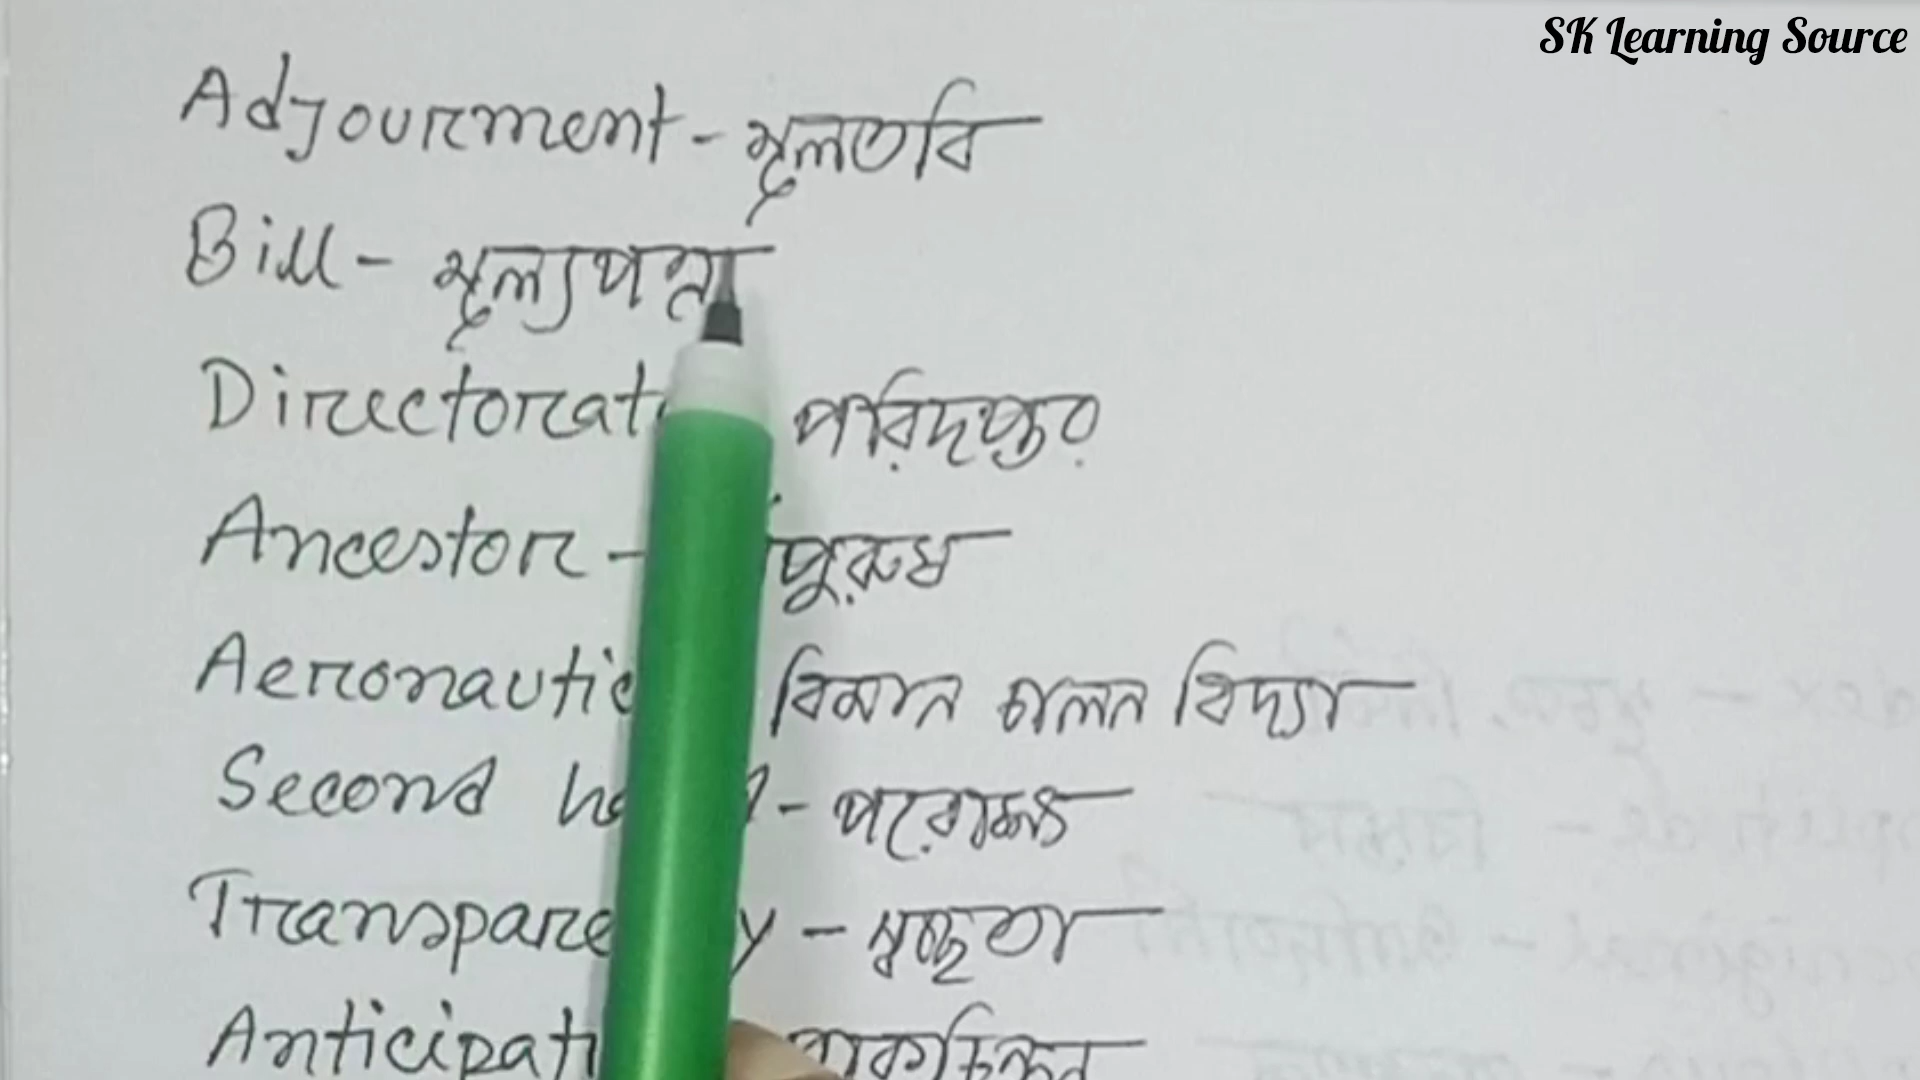 SK Learning Source
Adjourment - মূলতবি
Bill - মূল্যপত্র
Directorat পরিদপ্তর
Ancestor - পুরুষ
Aeronautic বিমান চালন বিদ্যা
Second - পরোক্ষ
Transpare y - স্বচ্ছতা
Anticipati